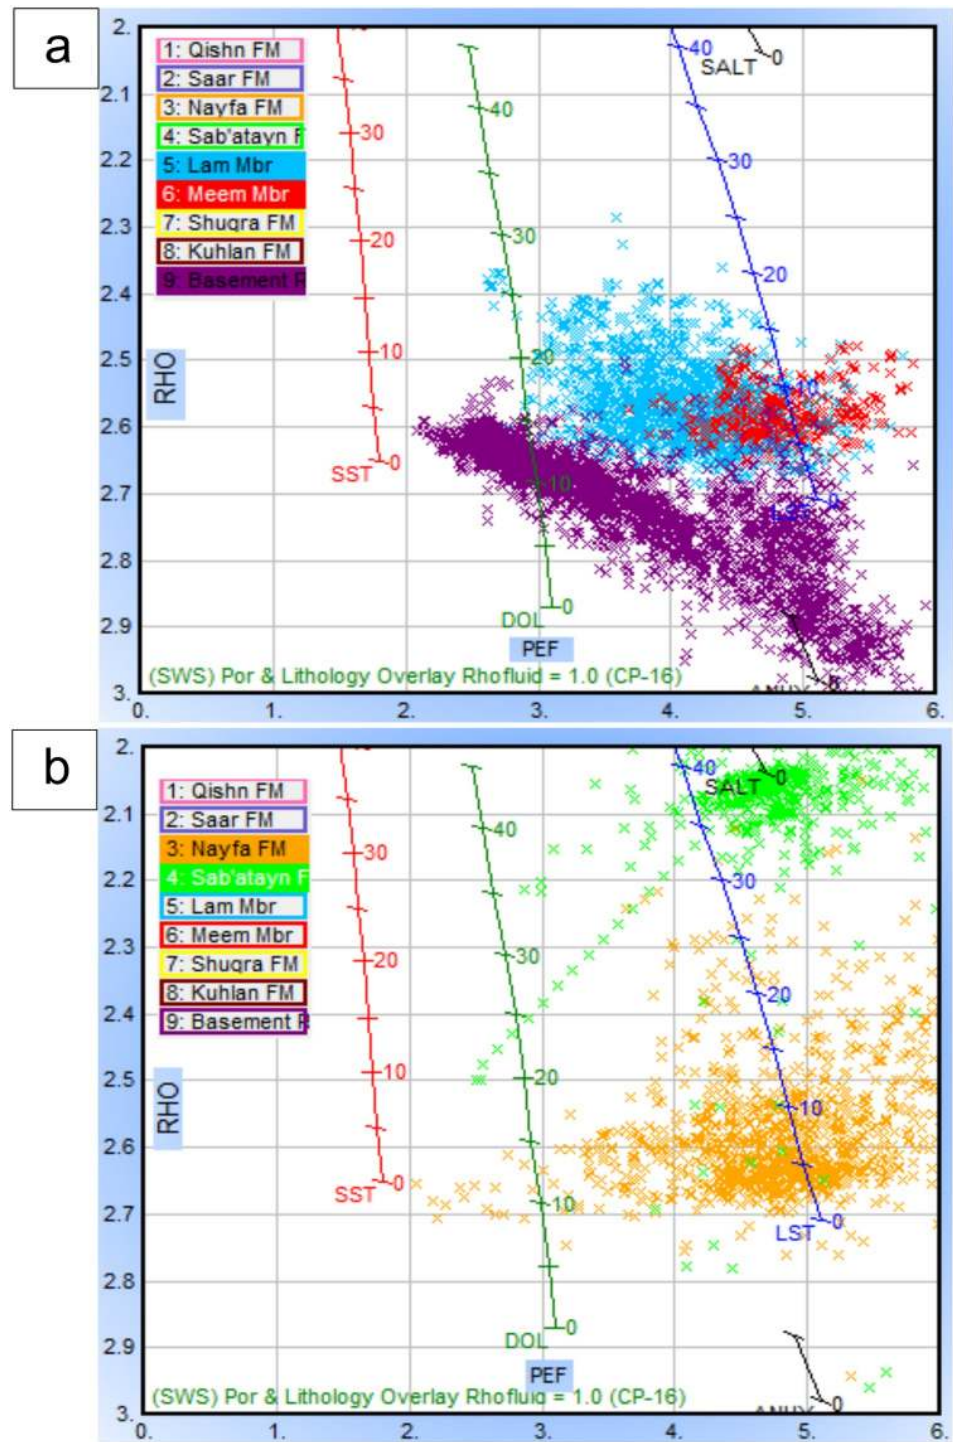 a
2.
2.1
2.2
2.3
2.4
2.5
2.6
2.7
2.8
2.9
3.
RHO
1: Qishn FM
2: Saar FM
3: Nayfa FM
4: Sab'atayn F
5: Lam Mbr
6: Meem Mbr
7: Shuqra FM
8: Kuhlan FM
9: Basement R
30
20
10
0
SST
40
30
20
10
0
DOL
40
30
20
10
0
LST
SALT
0
0
PEF
(SWS) Por & Lithology Overlay Rhofluid = 1.0 (CP-16)
0. 1. 2. 3. 4. 5. 6.
b
2.
2.1
2.2
2.3
2.4
2.5
2.6
2.7
2.8
2.9
3.
RHO
1: Qishn FM
2: Saar FM
3: Nayfa FM
4: Sab'atayn F
5: Lam Mbr
6: Meem Mbr
7: Shuqra FM
8: Kuhlan FM
9: Basement R
30
20
10
0
SST
40
30
20
10
0
DOL
40
30
20
10
0
LST
SALT
0
0
PEF
(SWS) Por & Lithology Overlay Rhofluid = 1.0 (CP-16)
0. 1. 2. 3. 4. 5. 6.